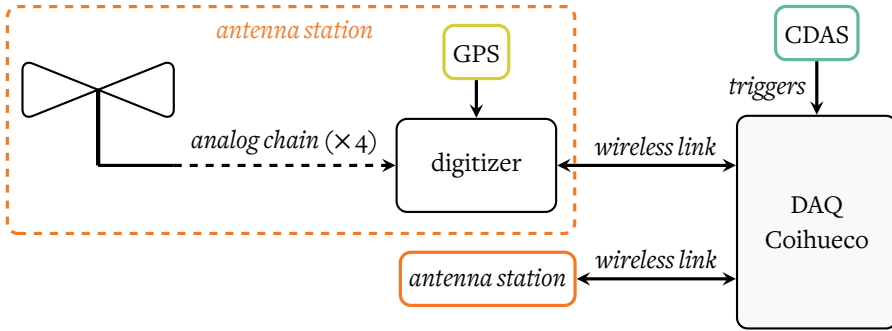 antenna station
GPS
CDAS
triggers
analog chain (× 4)
digitizer
wireless link
DAQ
Coihueco
antenna station
wireless link